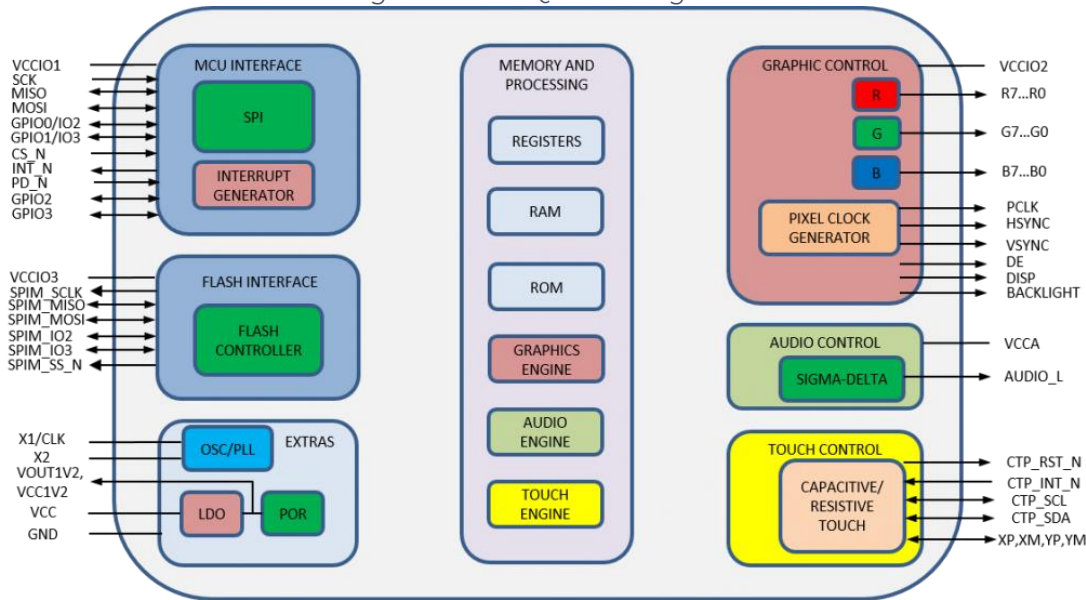 VCCIO1
SCK
MISO
MOSI
GPIO0/IO2
GPIO1/IO3
CS_N
INT_N
PD_N
GPIO2
GPIO3
MCU INTERFACE
SPI
INTERRUPT
GENERATOR
VCCIO3
SPIM_SCLK
SPIM_MISO
SPIM_MOSI
SPIM_IO2
SPIM_IO3
SPIM_SS_N
FLASH INTERFACE
FLASH
CONTROLLER
X1/CLK
X2
VOUT1V2,
VCC1V2
VCC
GND
OSC/PLL
EXTRAS
LDO
POR
MEMORY AND
PROCESSING
REGISTERS
RAM
ROM
GRAPHICS
ENGINE
AUDIO
ENGINE
TOUCH
ENGINE
GRAPHIC CONTROL
R
G
B
PIXEL CLOCK
GENERATOR
VCCIO2
R7...R0
G7...G0
B7...B0
PCLK
HSYNC
VSYNC
DE
DISP
BACKLIGHT
AUDIO CONTROL
SIGMA-DELTA
VCCA
AUDIO_L
TOUCH CONTROL
CAPACITIVE/
RESISTIVE
TOUCH
CTP_RST_N
CTP_INT_N
CTP_SCL
CTP_SDA
XP,XM,YP,YM